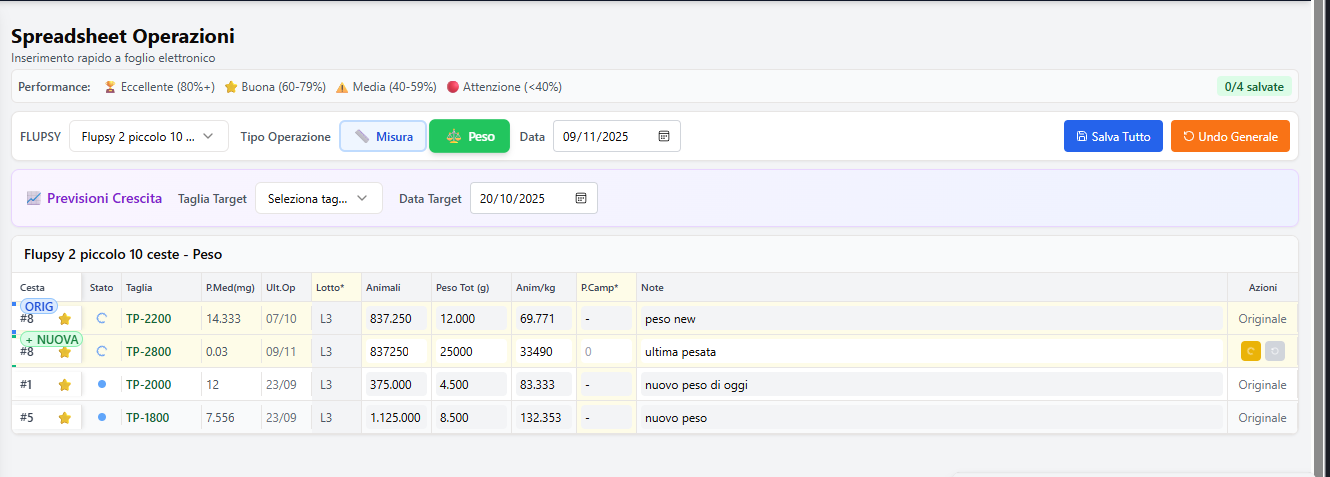 Spreadsheet Operazioni
Inserimento rapido a foglio elettronico
Performance: 🏆 Eccellente (80%+) ⭐ Buona (60-79%) ⚠️ Media (40-59%) 🔴 Attenzione (<40%) 0/4 salvate
FLUPSY Flupsy 2 piccolo 10 ... Tipo Operazione Misura Peso Data 09/11/2025 Salva Tutto Undo Generale
Previsioni Crescita Taglia Target Seleziona tag... Data Target 20/10/2025
Flupsy 2 piccolo 10 ceste - Peso
Cesta Stato Taglia P.Med(mg) Ult.Op Lotto* Animali Peso Tot (g) Anim/kg P.Camp* Note Azioni
ORIG
#8 TP-2200 14.333 07/10 L3 837.250 12.000 69.771 - peso new Originale
+ NUOVA
#8 TP-2800 0.03 09/11 L3 837250 25000 33490 0 ultima pesata
#1 TP-2000 12 23/09 L3 375.000 4.500 83.333 - nuovo peso di oggi Originale
#5 TP-1800 7.556 23/09 L3 1.125.000 8.500 132.353 - nuovo peso Originale